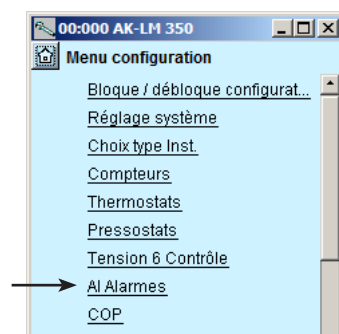 00:000 AK-LM 350
Menu configuration
Bloque / débloque configurat...
Réglage système
Choix type Inst.
Compteurs
Thermostats
Pressostats
Tension 6 Contrôle
AI Alarmes
COP